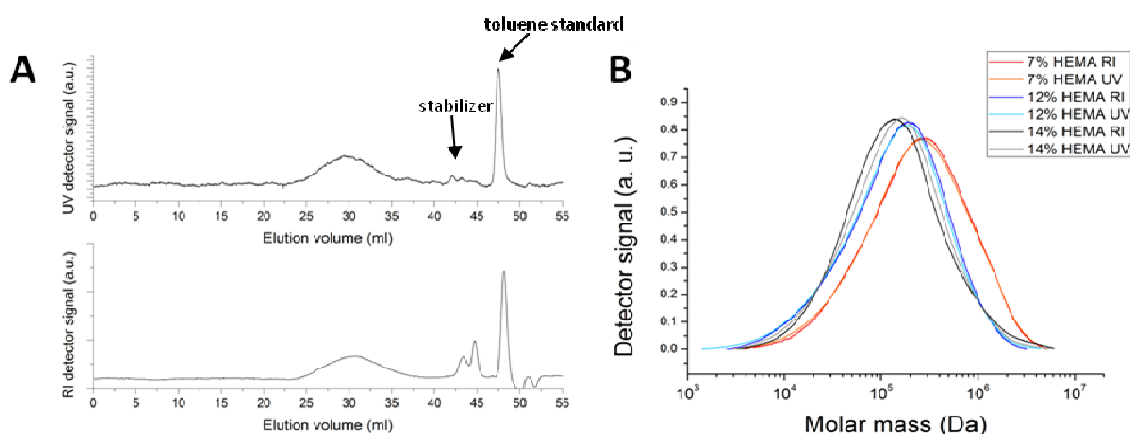 A
toluene standard
stabilizer
UV detector signal (a.u.)
0 5 10 15 20 25 30 35 40 45 50 55
Elution volume (ml)
RI detector signal (a.u.)
0 5 10 15 20 25 30 35 40 45 50 55
Elution volume (ml)
B
7% HEMA RI
7% HEMA UV
12% HEMA RI
12% HEMA UV
14% HEMA RI
14% HEMA UV
Detector signal (a. u.)
0.9
0.8
0.7
0.6
0.5
0.4
0.3
0.2
0.1
0.0
10³ 10⁴ 10⁵ 10⁶ 10⁷
Molar mass (Da)